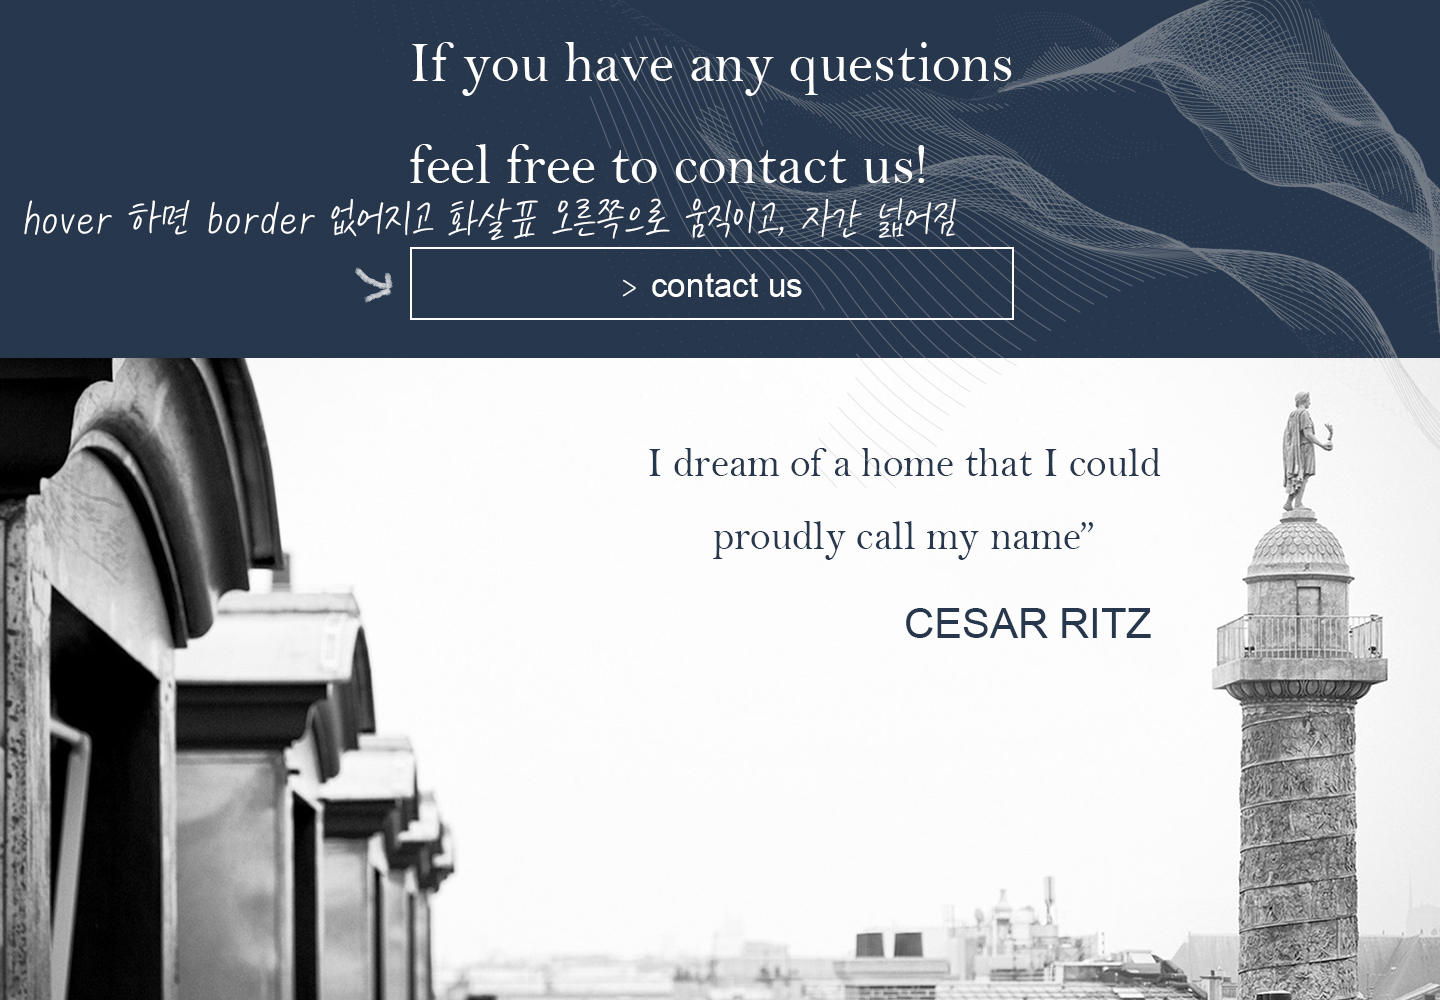 If you have any questions
feel free to contact us!
hover 하면 border 없어지고 화살표 오른쪽으로 움직이고, 자간 넓어짐
> contact us
I dream of a home that I could
proudly call my name”
CESAR RITZ